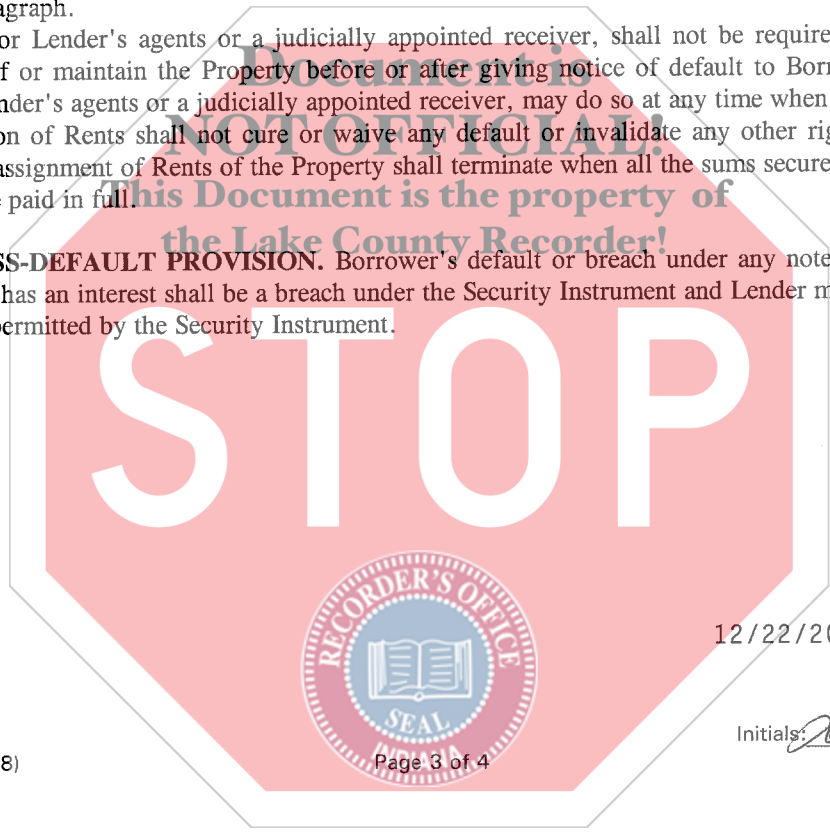 agraph.
or Lender's agents or a judicially appointed receiver, shall not be require
f or maintain the Property before or after giving notice of default to Borr
nder's agents or a judicially appointed receiver, may do so at any time when
on of Rents shall not cure or waive any default or invalidate any other rig
assignment of Rents of the Property shall terminate when all the sums secure
e paid in full.
Document is
NOT OFFICIAL!
This Document is the property of
the Lake County Recorder!
SS-DEFAULT PROVISION. Borrower's default or breach under any note
has an interest shall be a breach under the Security Instrument and Lender m
permitted by the Security Instrument.
STOP
RECORDER'S OFFICE
SEAL
INDIANA
12/22/20
Initials:
8)
Page 3 of 4